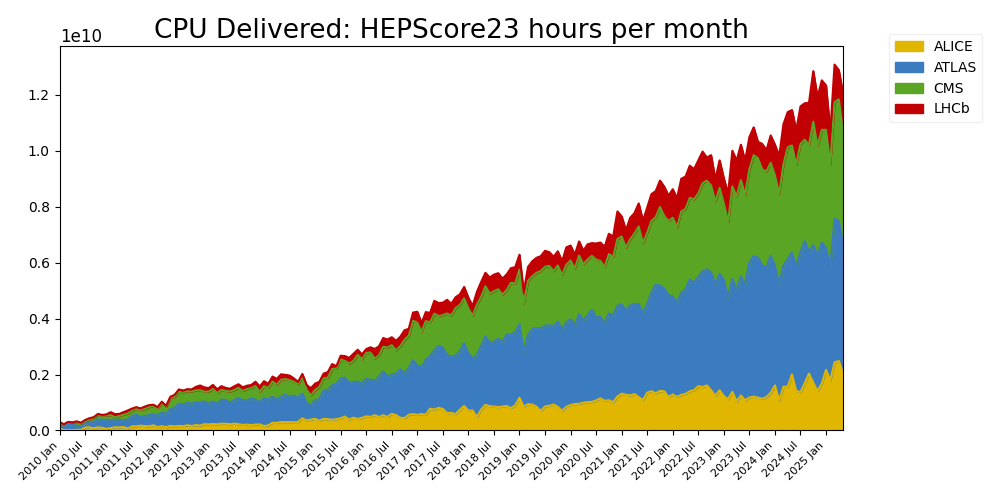 CPU Delivered: HEPScore23 hours per month
1e10
1.2
1.0
0.8
0.6
0.4
0.2
0.0
2010 Jan
2010 Jul
2011 Jan
2011 Jul
2012 Jan
2012 Jul
2013 Jan
2013 Jul
2014 Jan
2014 Jul
2015 Jan
2015 Jul
2016 Jan
2016 Jul
2017 Jan
2017 Jul
2018 Jan
2018 Jul
2019 Jan
2019 Jul
2020 Jan
2020 Jul
2021 Jan
2021 Jul
2022 Jan
2022 Jul
2023 Jan
2023 Jul
2024 Jan
2024 Jul
2025 Jan
ALICE
ATLAS
CMS
LHCb